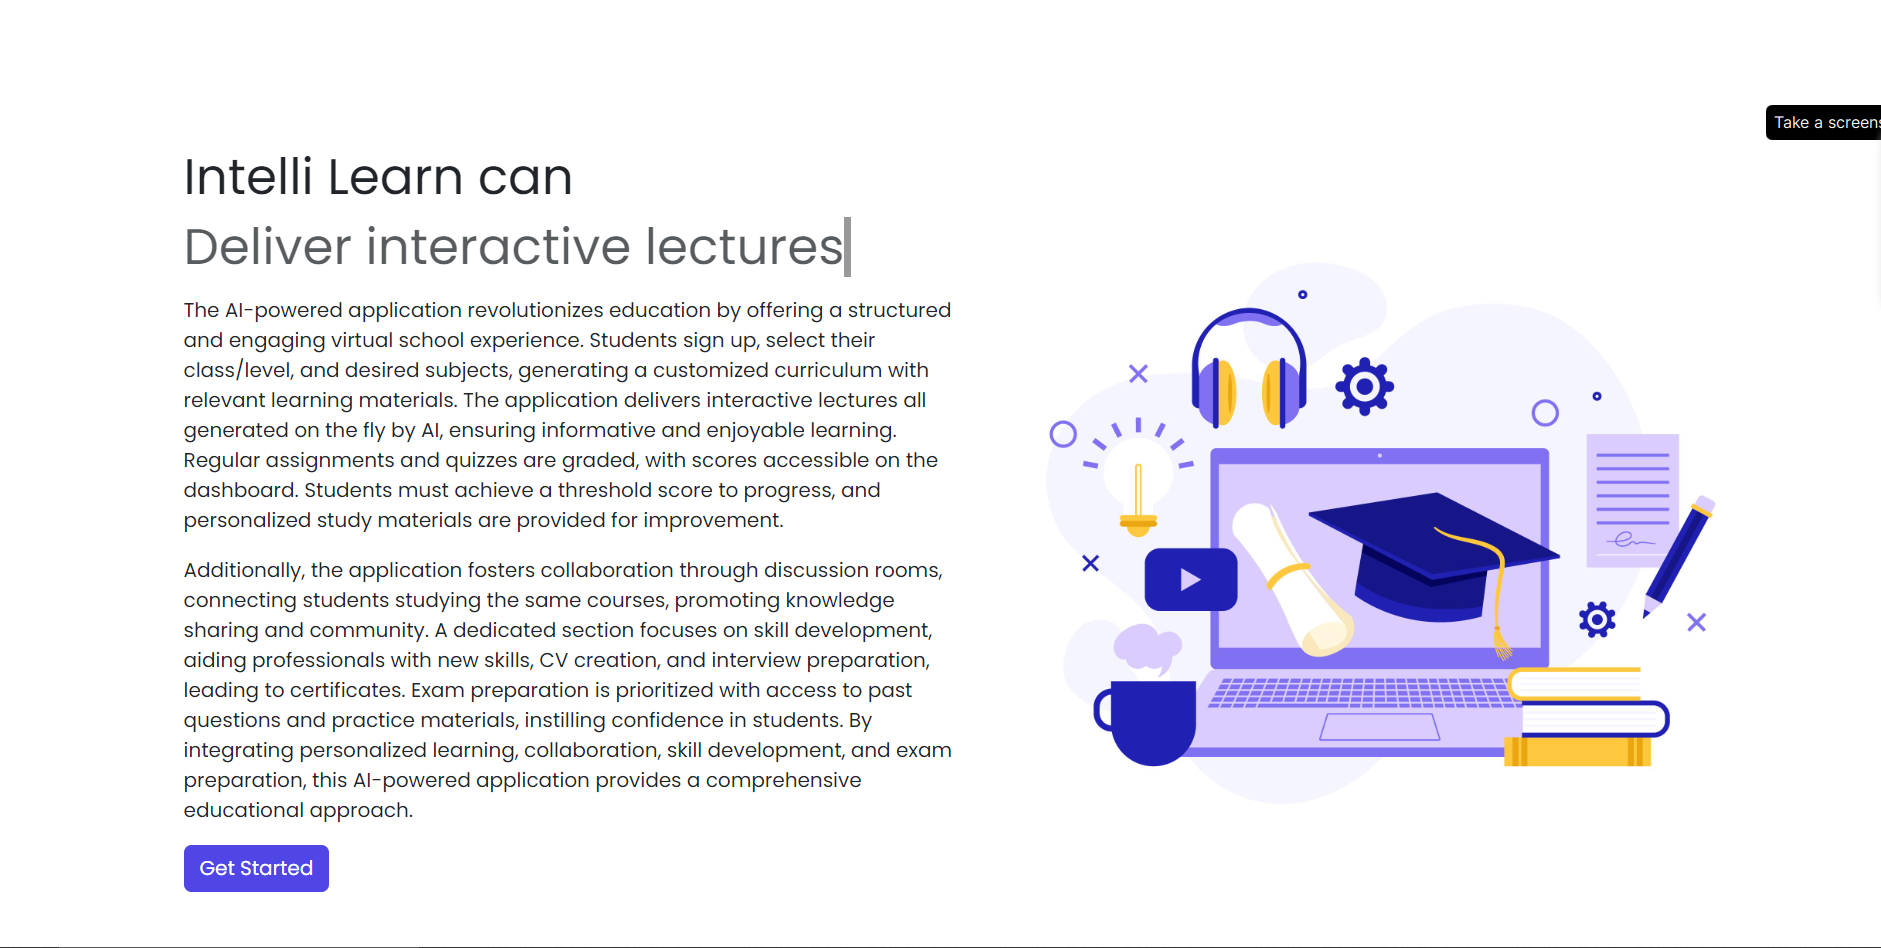 Take a screens
Intelli Learn can
Deliver interactive lectures
The AI-powered application revolutionizes education by offering a structured
and engaging virtual school experience. Students sign up, select their
class/level, and desired subjects, generating a customized curriculum with
relevant learning materials. The application delivers interactive lectures all
generated on the fly by AI, ensuring informative and enjoyable learning.
Regular assignments and quizzes are graded, with scores accessible on the
dashboard. Students must achieve a threshold score to progress, and
personalized study materials are provided for improvement.
Additionally, the application fosters collaboration through discussion rooms,
connecting students studying the same courses, promoting knowledge
sharing and community. A dedicated section focuses on skill development,
aiding professionals with new skills, CV creation, and interview preparation,
leading to certificates. Exam preparation is prioritized with access to past
questions and practice materials, instilling confidence in students. By
integrating personalized learning, collaboration, skill development, and exam
preparation, this AI-powered application provides a comprehensive
educational approach.
Get Started